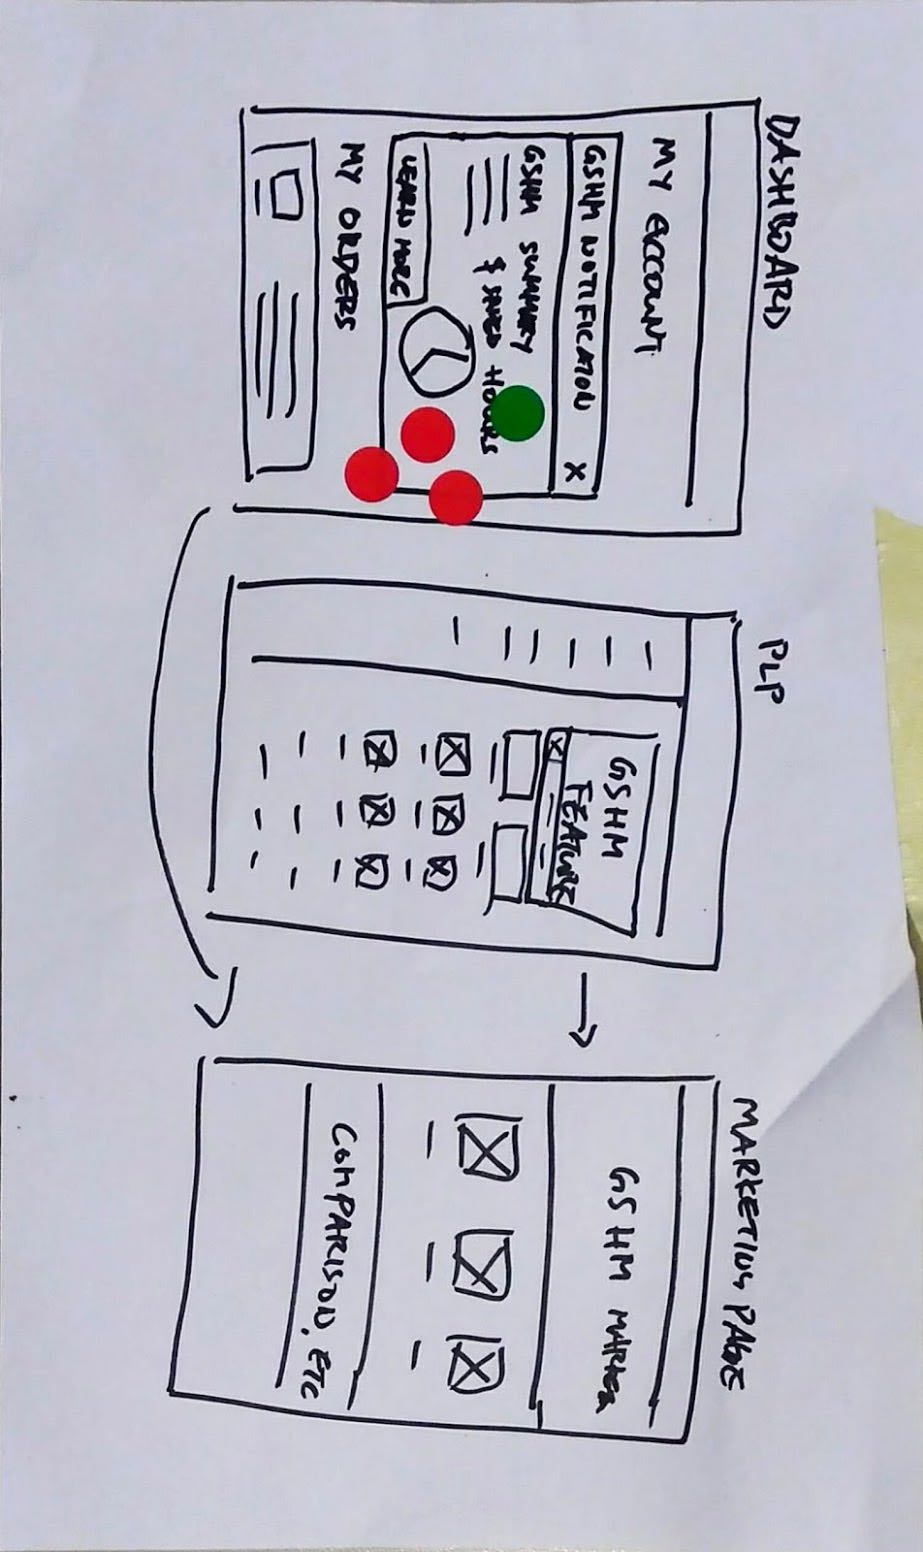 DASHBOARD
MY ACCOUNT
GSHM NOTIFICATION X
GSHM SUMMARY
$ SAVED HOURS
LEARN MORE
MY ORDERS
PLP
GSHM
FEATURE
MARKETING PAGE
GSHM
COMPARISON, ETC